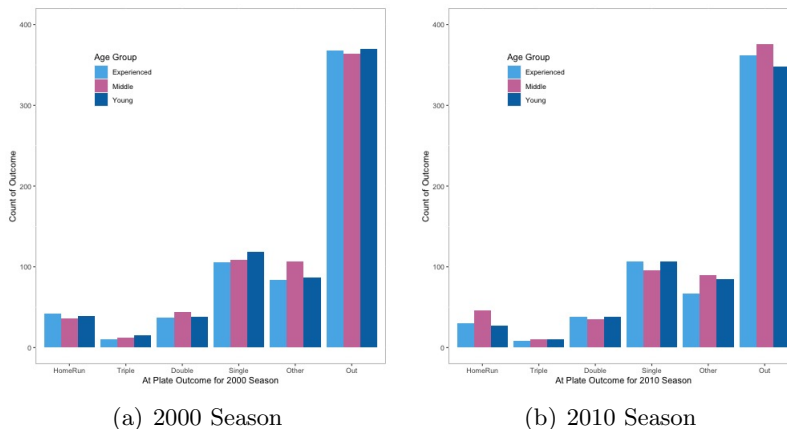 400
300
200
100
0
Count of Outcome
Age Group
Experienced
Middle
Young
HomeRun Triple Double Single Other Out
At Plate Outcome for 2000 Season
(a) 2000 Season
400
300
200
100
0
Count of Outcome
Age Group
Experienced
Middle
Young
HomeRun Triple Double Single Other Out
At Plate Outcome for 2010 Season
(b) 2010 Season